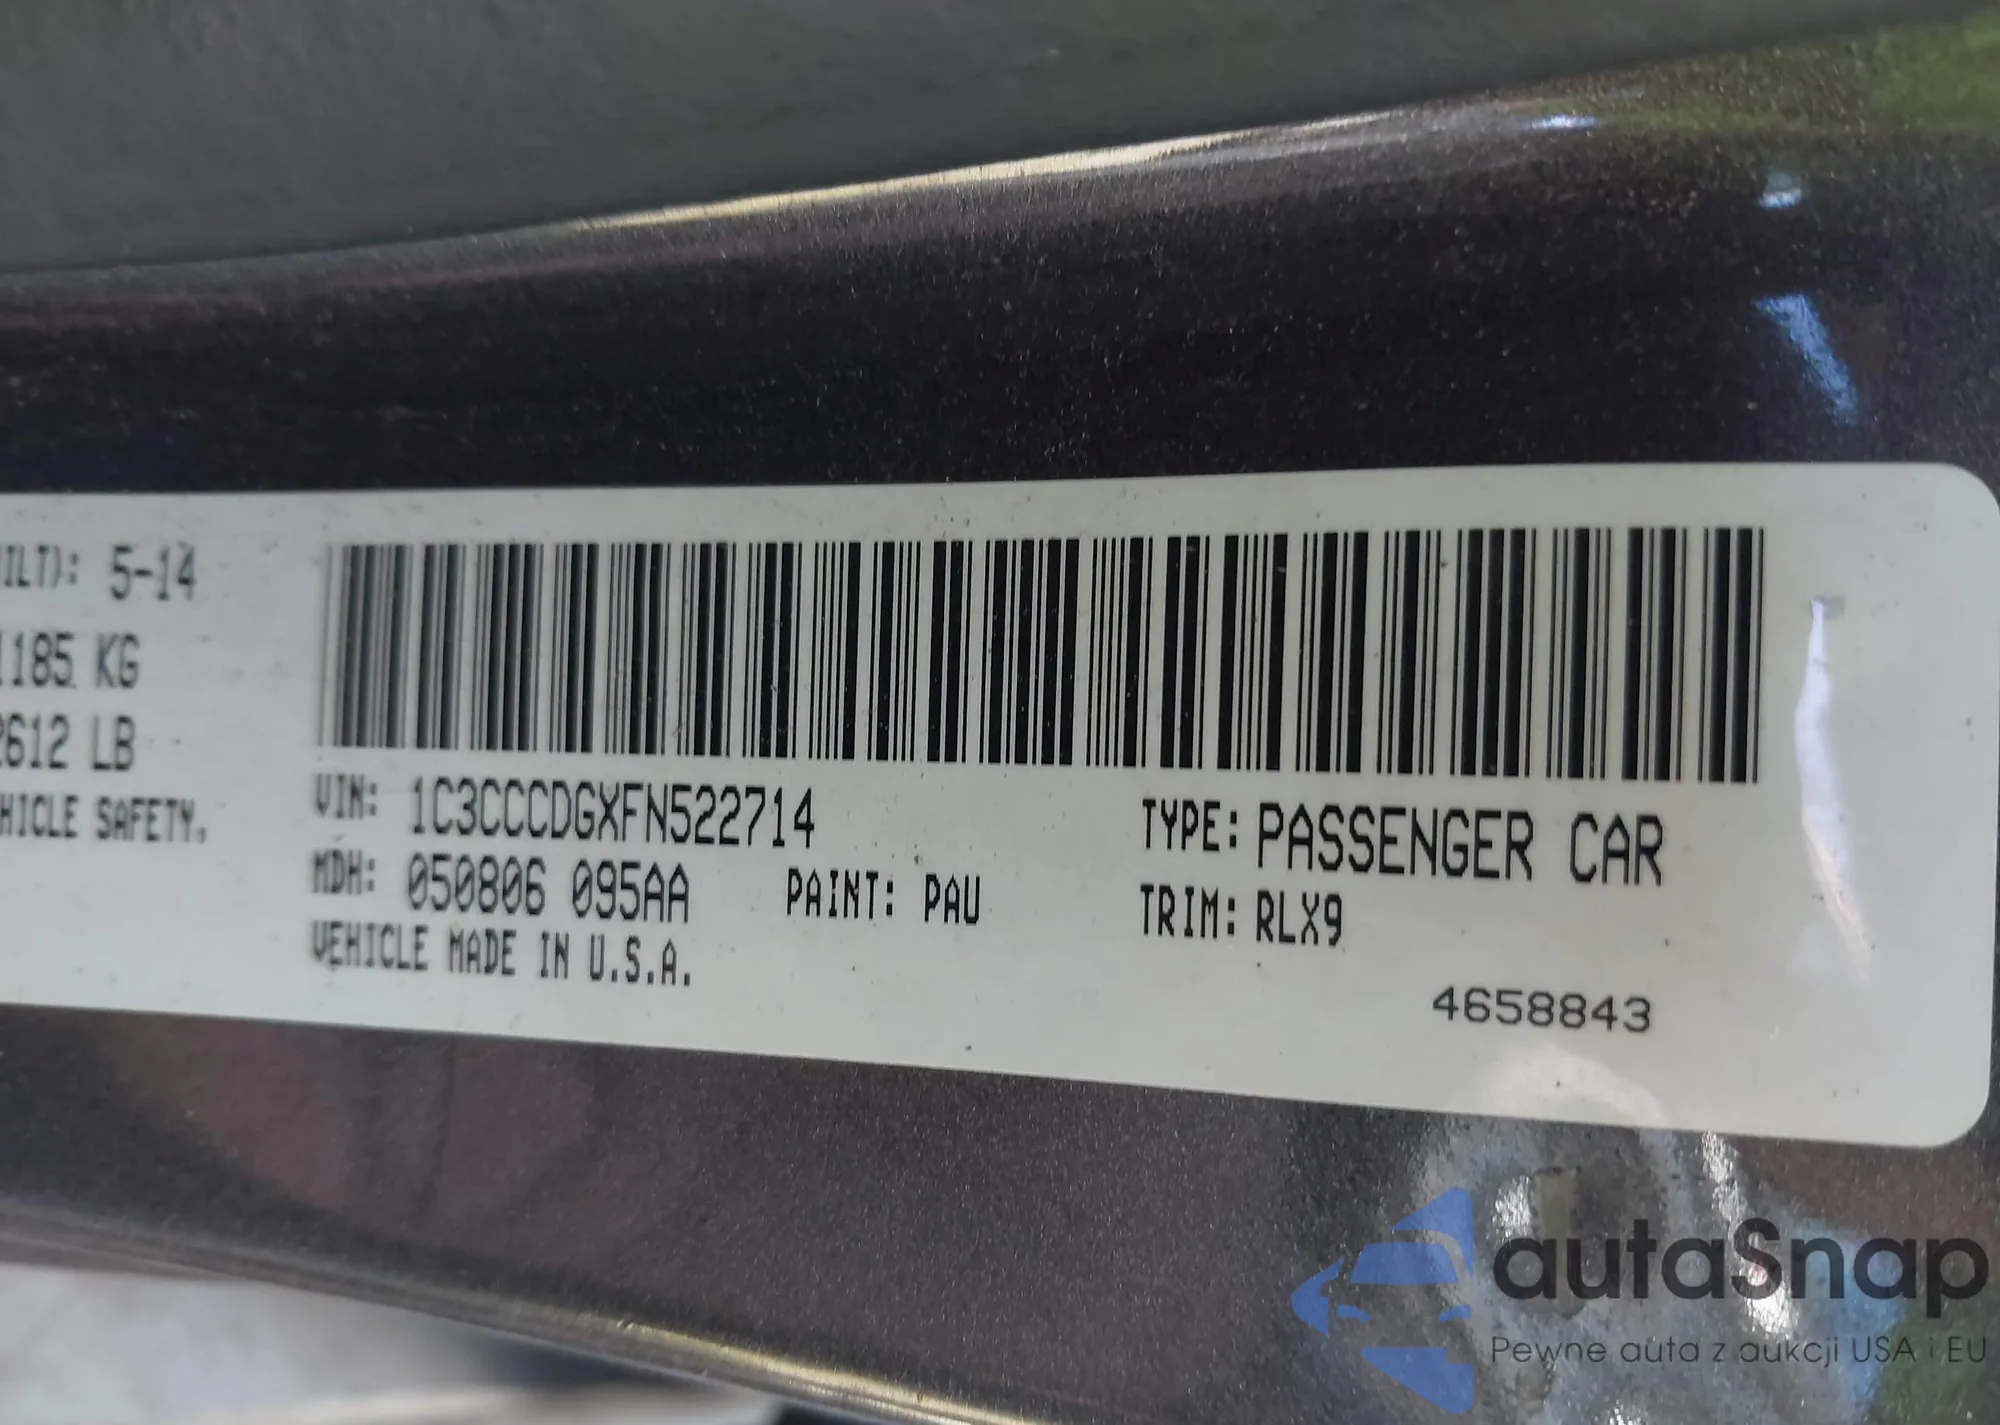 ILT): 5-14
1185 KG
2612 LB
HICLE SAFETY,
VIN: 1C3CCCDGXFN522714
MDH: 050806 095AA
PAINT: PAU
VEHICLE MADE IN U.S.A.
TYPE: PASSENGER CAR
TRIM: RLX9
4658843
autaSnap
Pewne auta z aukcji USA i EU